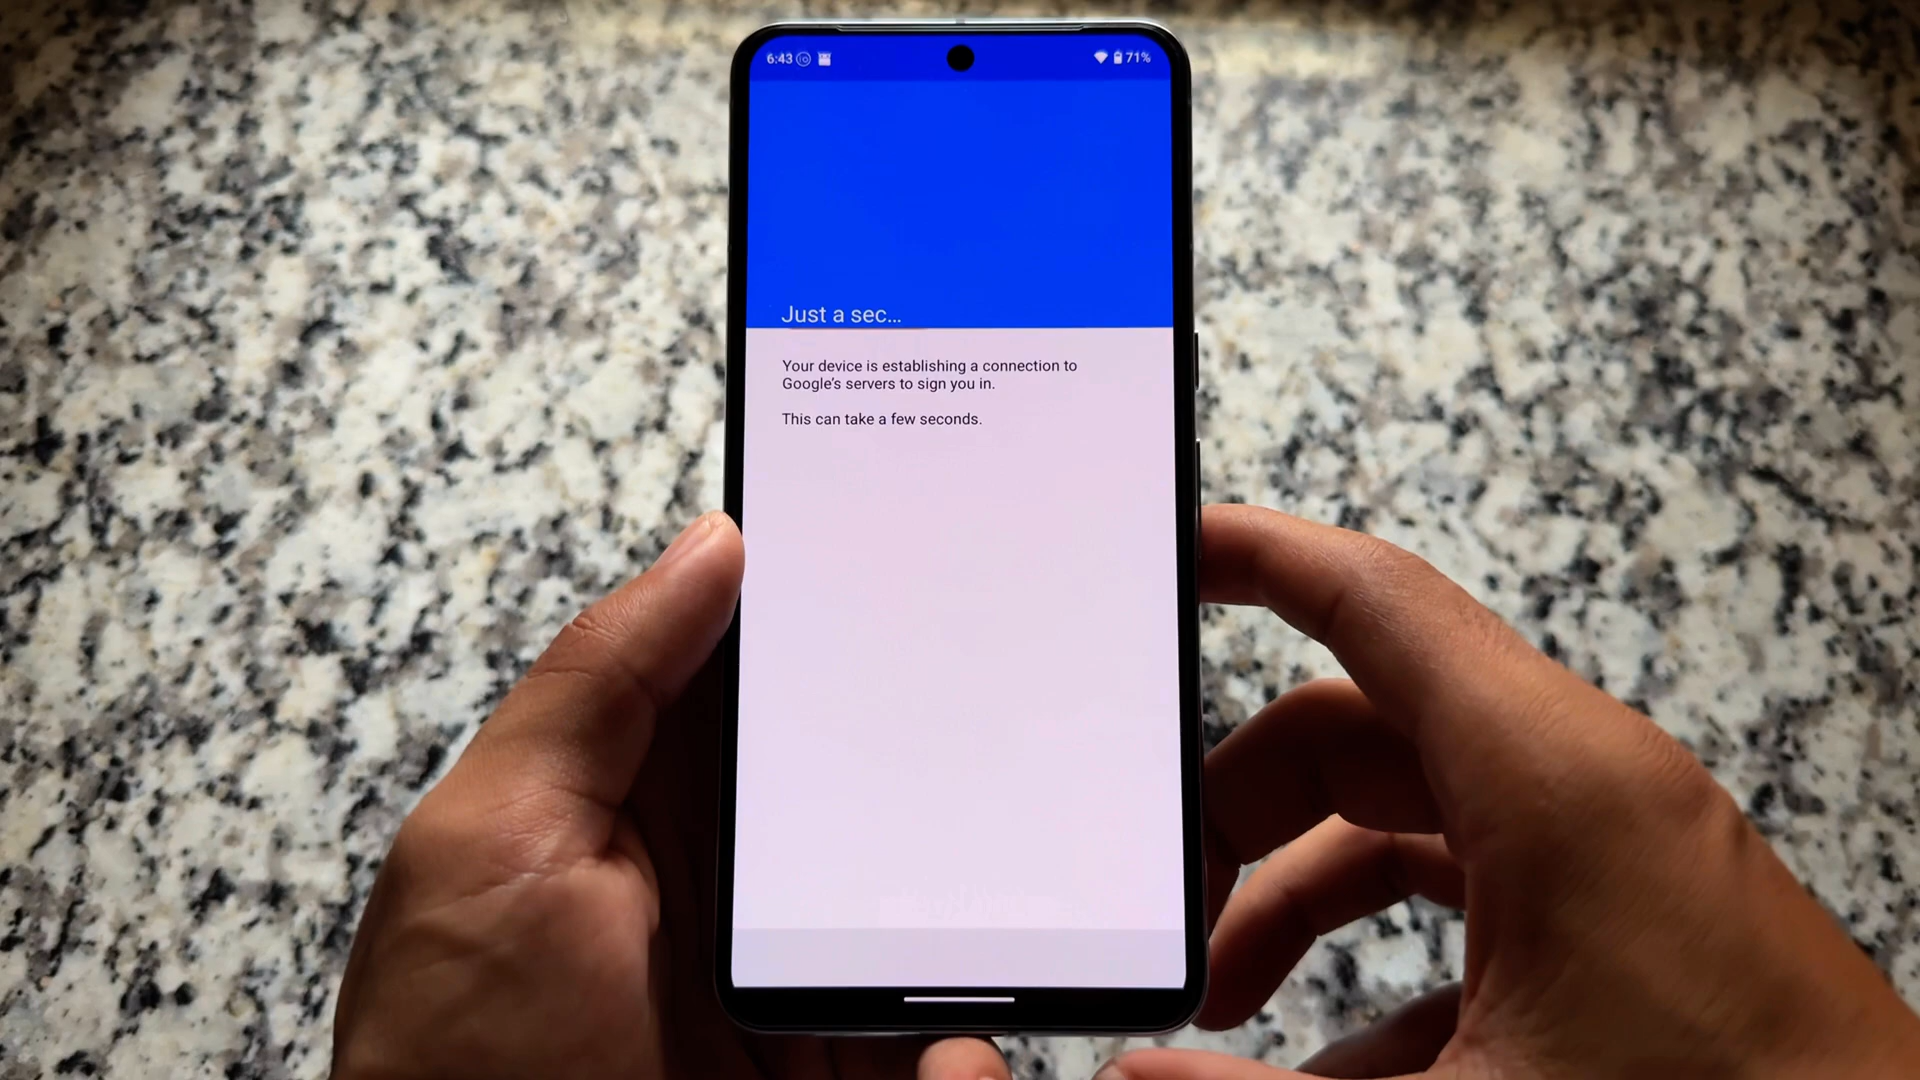 6:43 71%
Just a sec...
Your device is establishing a connection to
Google’s servers to sign you in.
This can take a few seconds.